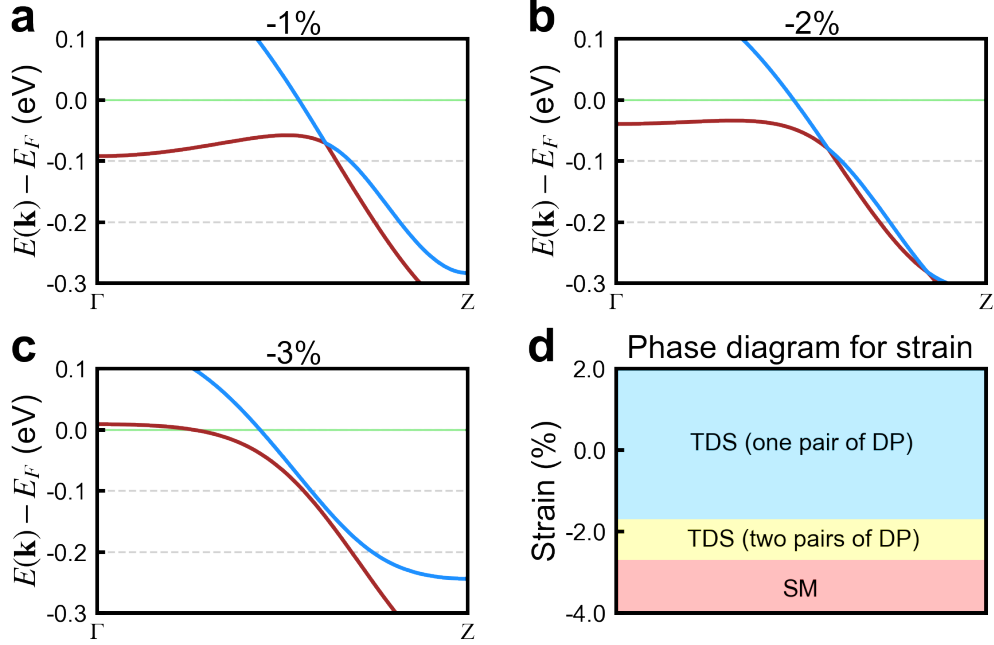 a
-1%
E(k) − E_F (eV)
0.1
0.0
-0.1
-0.2
-0.3
Γ
Z
b
-2%
E(k) − E_F (eV)
0.1
0.0
-0.1
-0.2
-0.3
Γ
Z
c
-3%
E(k) − E_F (eV)
0.1
0.0
-0.1
-0.2
-0.3
Γ
Z
d
Phase diagram for strain
Strain (%)
2.0
0.0
-2.0
-4.0
TDS (one pair of DP)
TDS (two pairs of DP)
SM